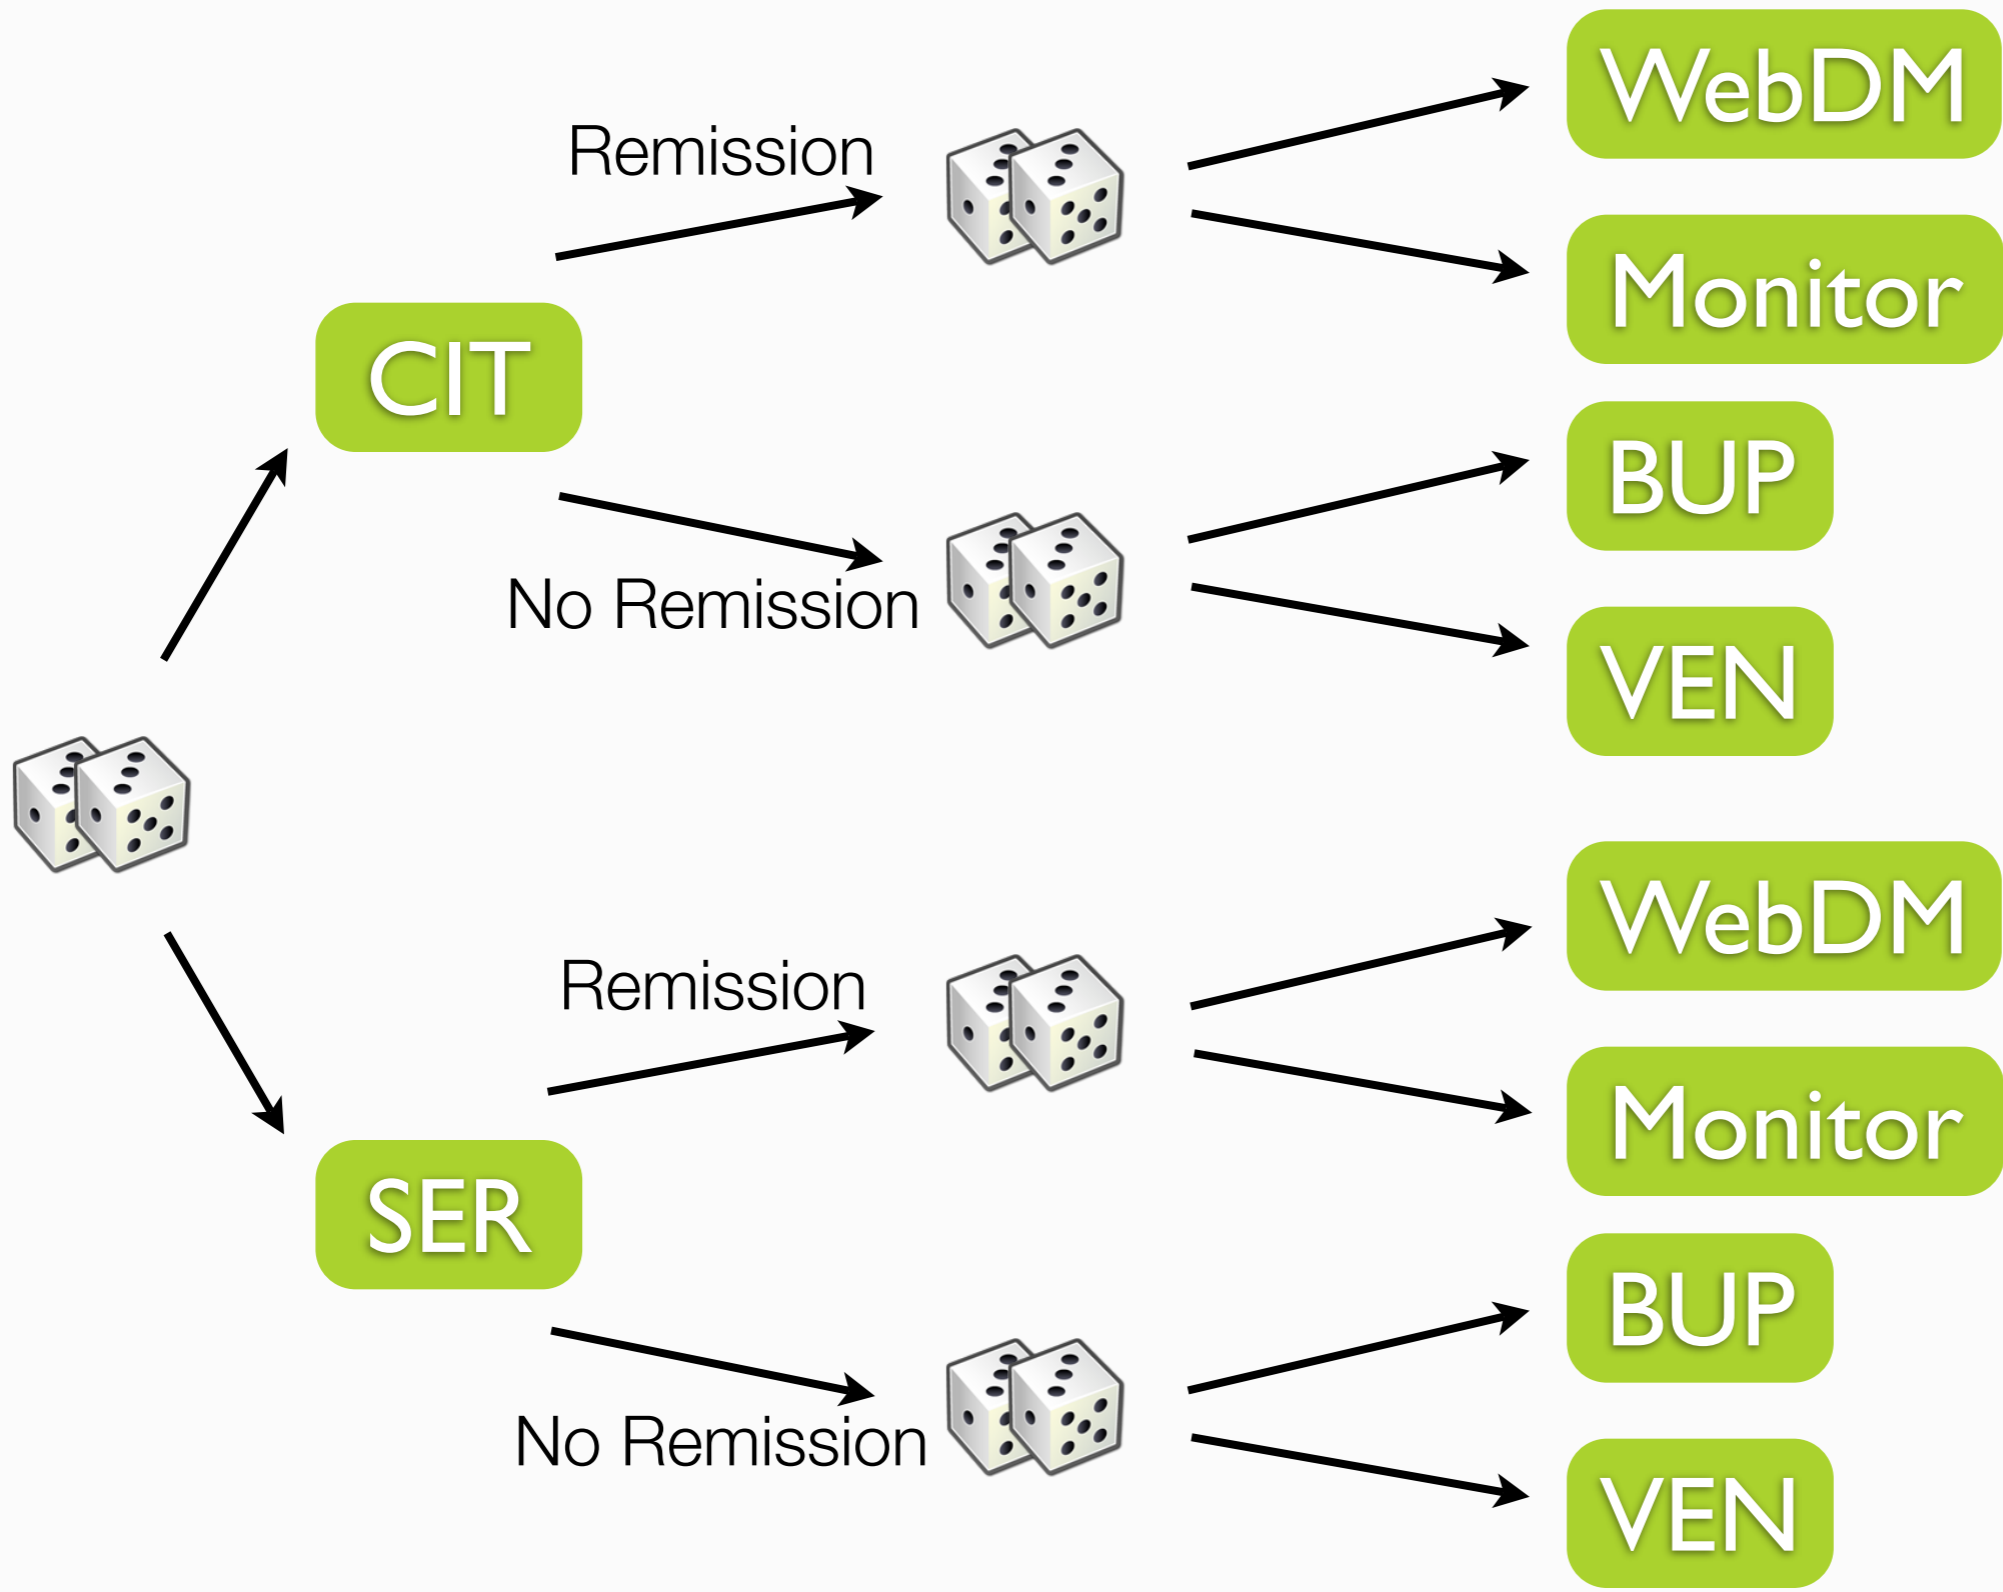 WebDM
Remission
Monitor
CIT
BUP
No Remission
VEN
WebDM
Remission
Monitor
SER
BUP
No Remission
VEN